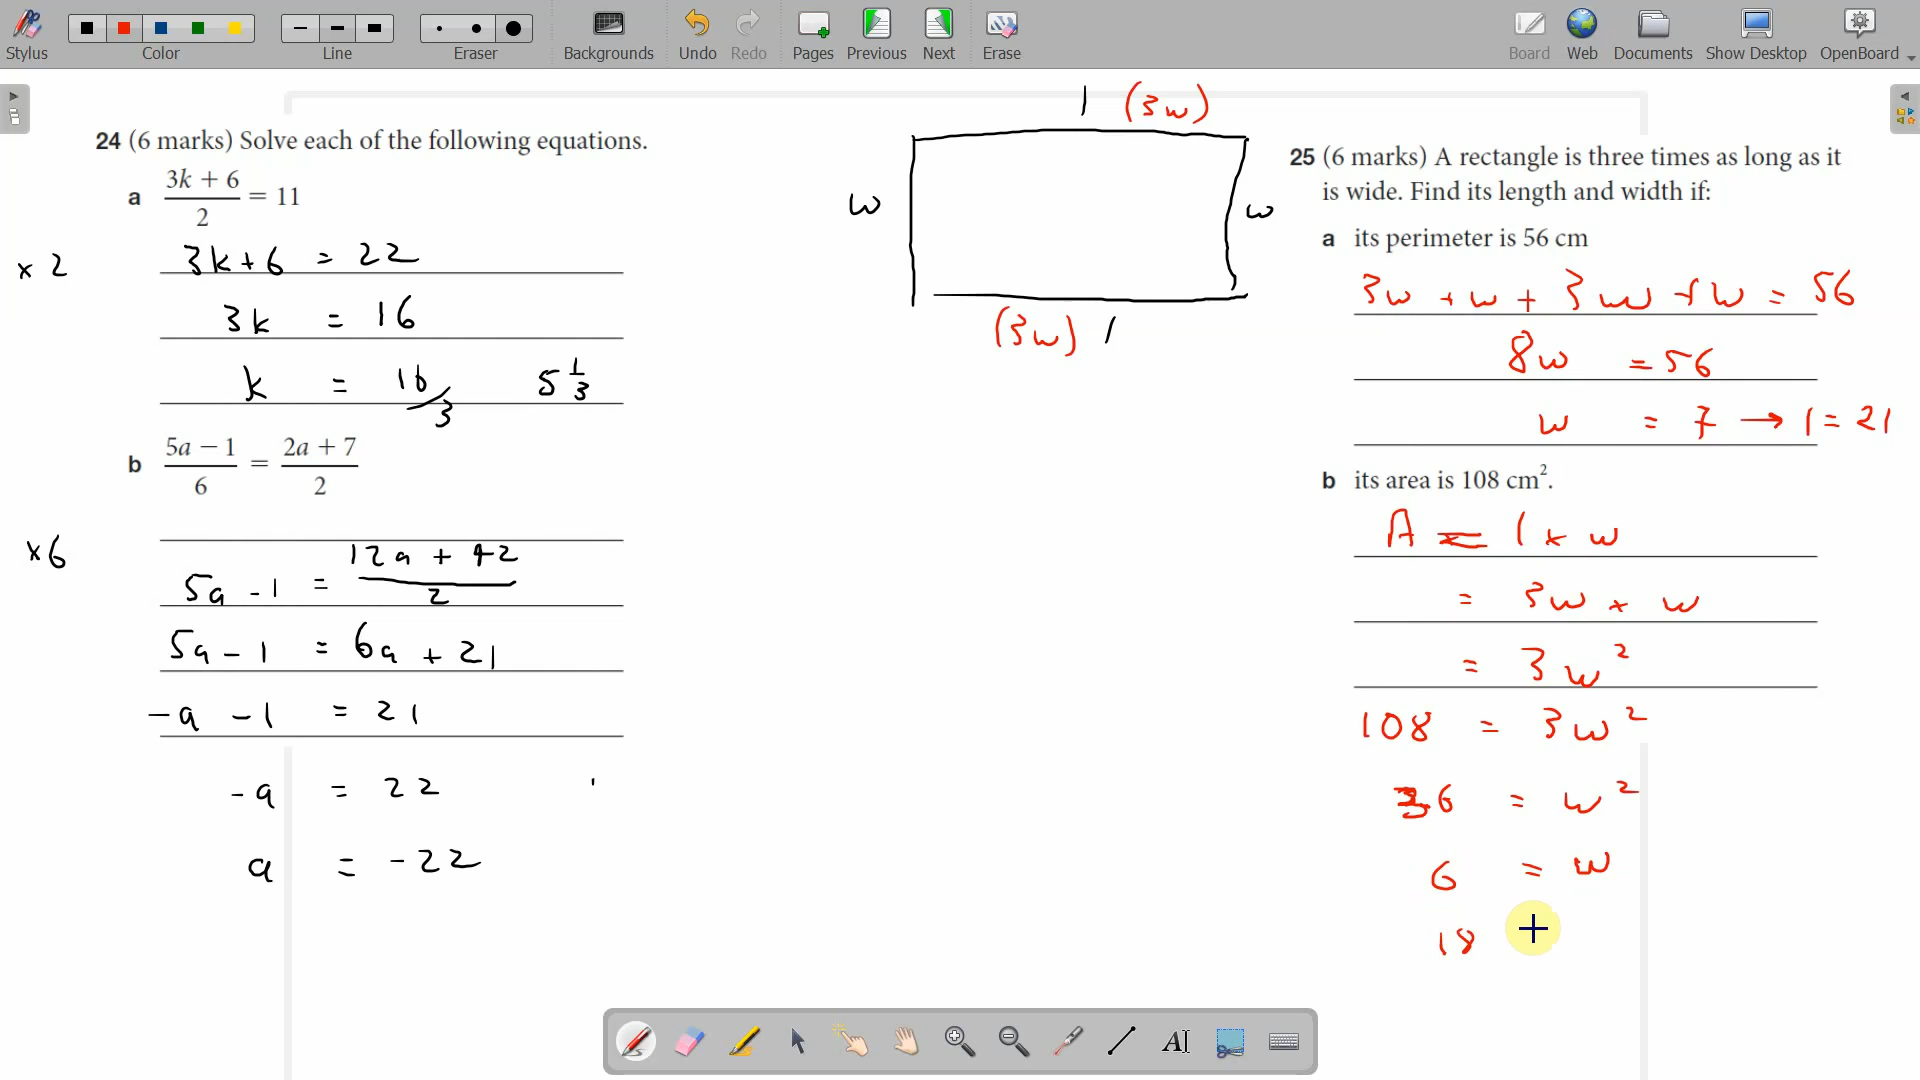 Stylus Color Line Eraser Backgrounds Undo Redo Pages Previous Next Erase Board Web Documents Show Desktop OpenBoard
24 (6 marks) Solve each of the following equations.
a (3k + 6)/2 = 11
× 2 3k + 6 = 22
3k = 16
k = 16/3 5 1/3
b (5a − 1)/6 = (2a + 7)/2
×6
5a - 1 = (12a + 42)/2
5a - 1 = 6a + 21
-a - 1 = 21
-a = 22
a = -22
l (3w)
w w
(3w) l
25 (6 marks) A rectangle is three times as long as it
is wide. Find its length and width if:
a its perimeter is 56 cm
3w + w + 3w + w = 56
8w = 56
w = 7 → l = 21
b its area is 108 cm².
A = l × w
= 3w × w
= 3w²
108 = 3w²
36 = w²
6 = w
18
AI